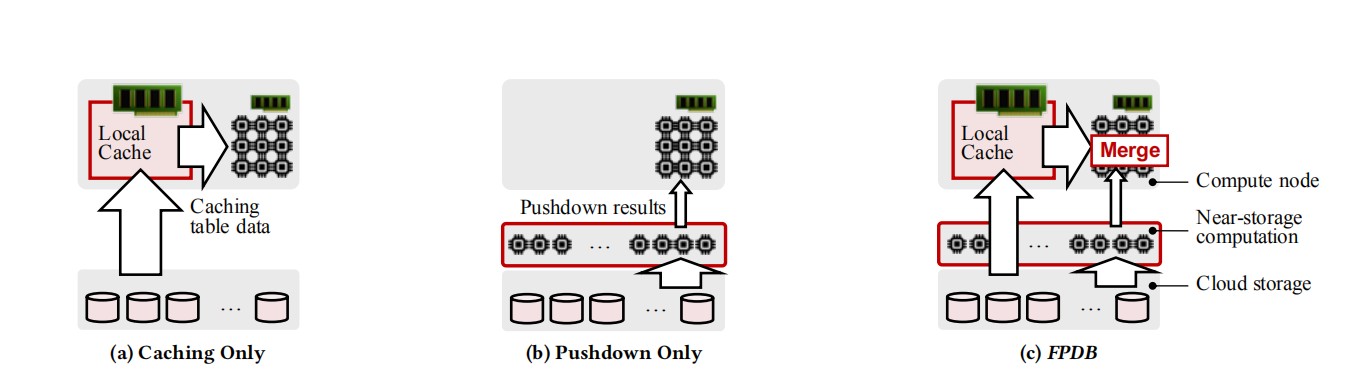 Local
Cache
Caching
table data
(a) Caching Only
Pushdown results
...
...
(b) Pushdown Only
Local
Cache
Merge
Compute node
Near-storage
computation
Cloud storage
...
...
...
(c) FPDB